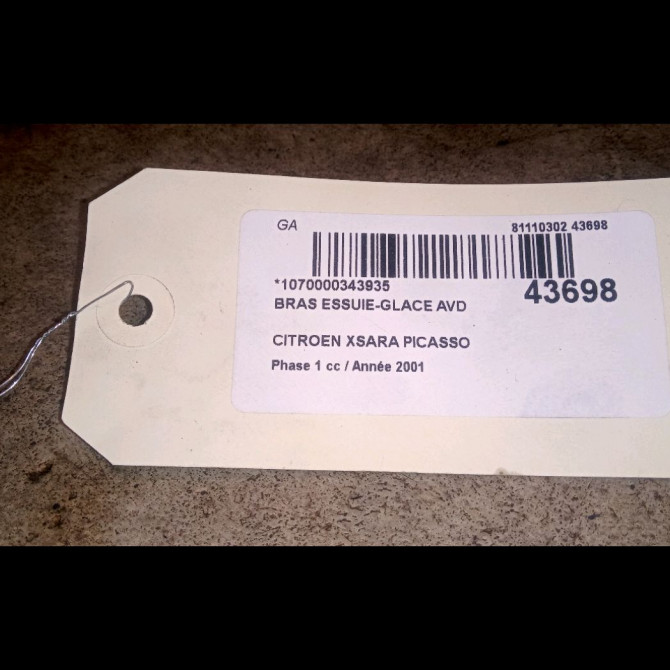 GA 81110302 43698
*1070000343935 43698
BRAS ESSUIE-GLACE AVD
CITROEN XSARA PICASSO
Phase 1 cc / Année 2001